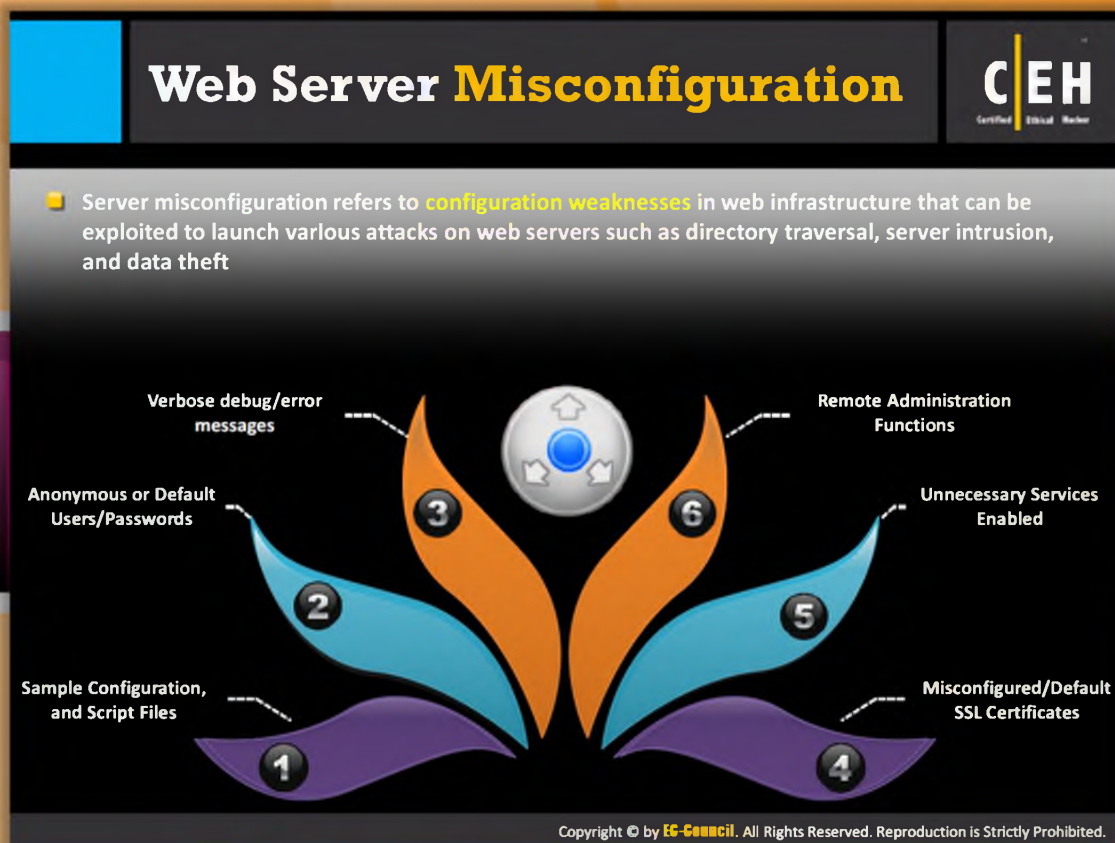 Web Server Misconfiguration
C EH
Certified Ethical Hacker
Server misconfiguration refers to configuration weaknesses in web infrastructure that can be
exploited to launch various attacks on web servers such as directory traversal, server intrusion,
and data theft
Verbose debug/error
messages
Remote Administration
Functions
Anonymous or Default
Users/Passwords
Unnecessary Services
Enabled
3
6
2
5
Sample Configuration,
and Script Files
Misconfigured/Default
SSL Certificates
1
4
Copyright © by EC-Council. All Rights Reserved. Reproduction is Strictly Prohibited.